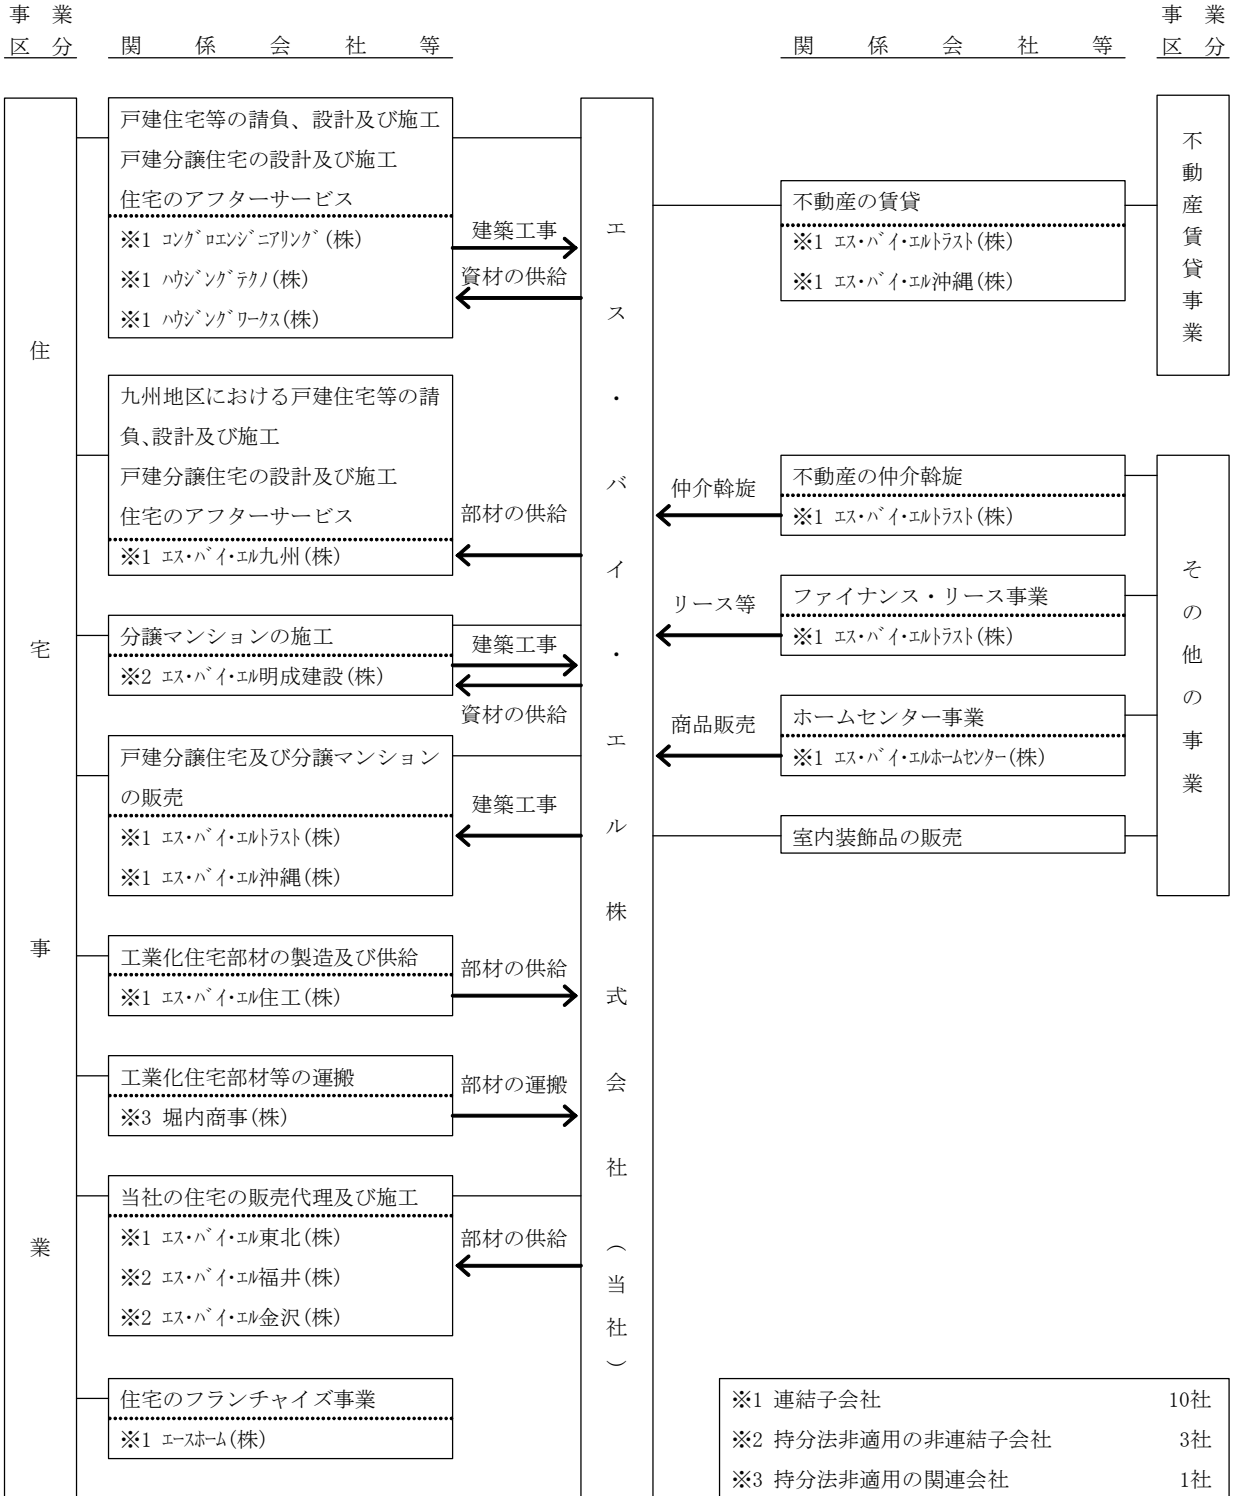 事 業
区 分
関 係 会 社 等
関 係 会 社 等
事 業
区 分
住宅事業
戸建住宅等の請負、設計及び施工
戸建分譲住宅の設計及び施工
住宅のアフターサービス
※1 コングロエンジニアリング(株)
※1 ハウジングテクノ(株)
※1 ハウジングワークス(株)
建築工事
資材の供給
九州地区における戸建住宅等の請
負、設計及び施工
戸建分譲住宅の設計及び施工
住宅のアフターサービス
※1 エス・バイ・エル九州(株)
部材の供給
分譲マンションの施工
※2 エス・バイ・エル明成建設(株)
建築工事
資材の供給
戸建分譲住宅及び分譲マンション
の販売
※1 エス・バイ・エルトラスト(株)
※1 エス・バイ・エル沖縄(株)
建築工事
工業化住宅部材の製造及び供給
※1 エス・バイ・エル住工(株)
部材の供給
工業化住宅部材等の運搬
※3 堀内商事(株)
部材の運搬
当社の住宅の販売代理及び施工
※1 エス・バイ・エル東北(株)
※2 エス・バイ・エル福井(株)
※2 エス・バイ・エル金沢(株)
部材の供給
住宅のフランチャイズ事業
※1 エースホーム(株)
エス・バイ・エル株式会社(当社)
不動産の賃貸
※1 エス・バイ・エルトラスト(株)
※1 エス・バイ・エル沖縄(株)
不動産賃貸事業
仲介斡旋
不動産の仲介斡旋
※1 エス・バイ・エルトラスト(株)
リース等
ファイナンス・リース事業
※1 エス・バイ・エルトラスト(株)
商品販売
ホームセンター事業
※1 エス・バイ・エルホームセンター(株)
室内装飾品の販売
その他の事業
※1 連結子会社 10社
※2 持分法非適用の非連結子会社 3社
※3 持分法非適用の関連会社 1社